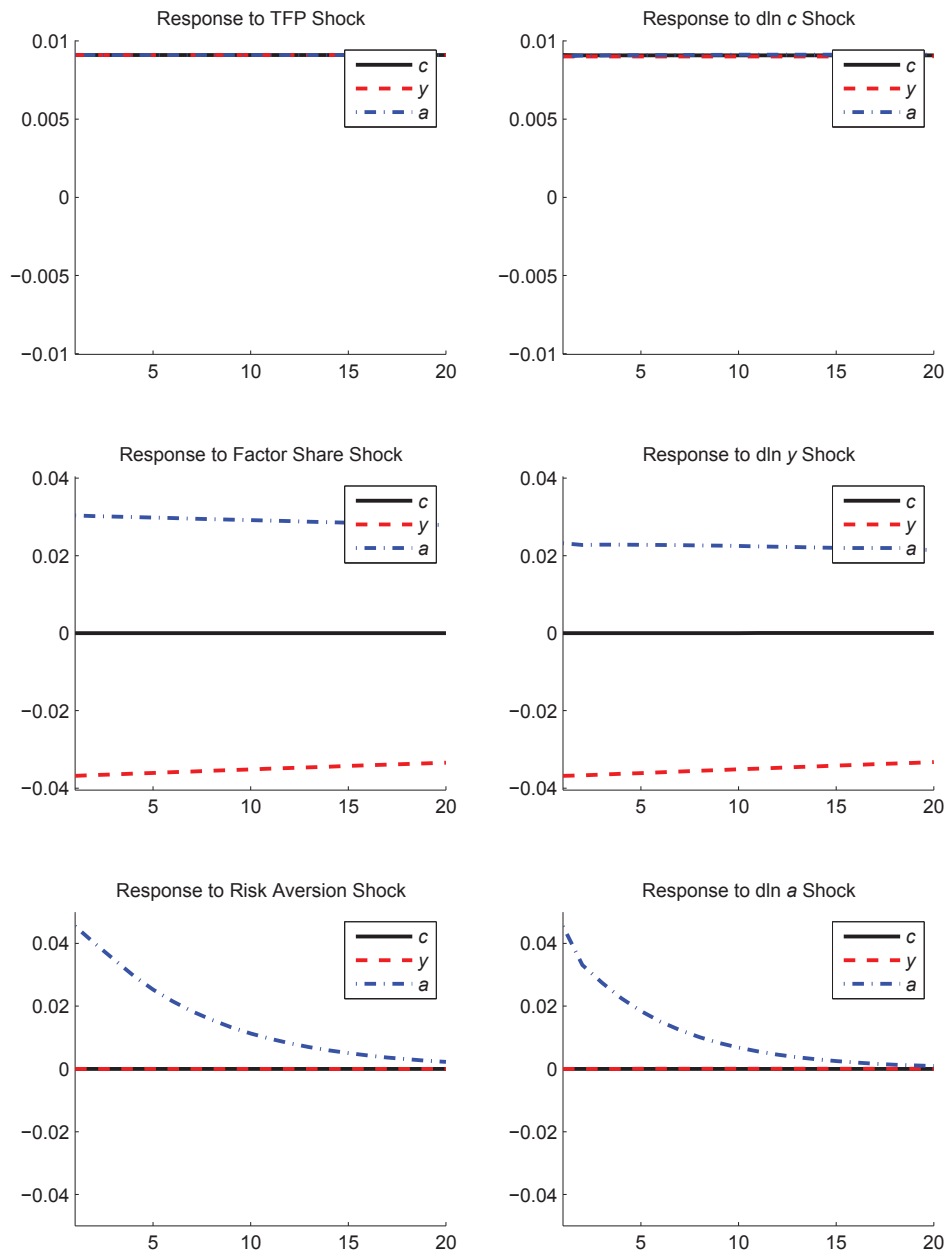 Response to TFP Shock
0.01
0.005
0
−0.005
−0.01
5
10
15
20
c
y
a
Response to dln c Shock
0.01
0.005
0
−0.005
−0.01
5
10
15
20
c
y
a
Response to Factor Share Shock
0.04
0.02
0
−0.02
−0.04
5
10
15
20
c
y
a
Response to dln y Shock
0.04
0.02
0
−0.02
−0.04
5
10
15
20
c
y
a
Response to Risk Aversion Shock
0.04
0.02
0
−0.02
−0.04
5
10
15
20
c
y
a
Response to dln a Shock
0.04
0.02
0
−0.02
−0.04
5
10
15
20
c
y
a